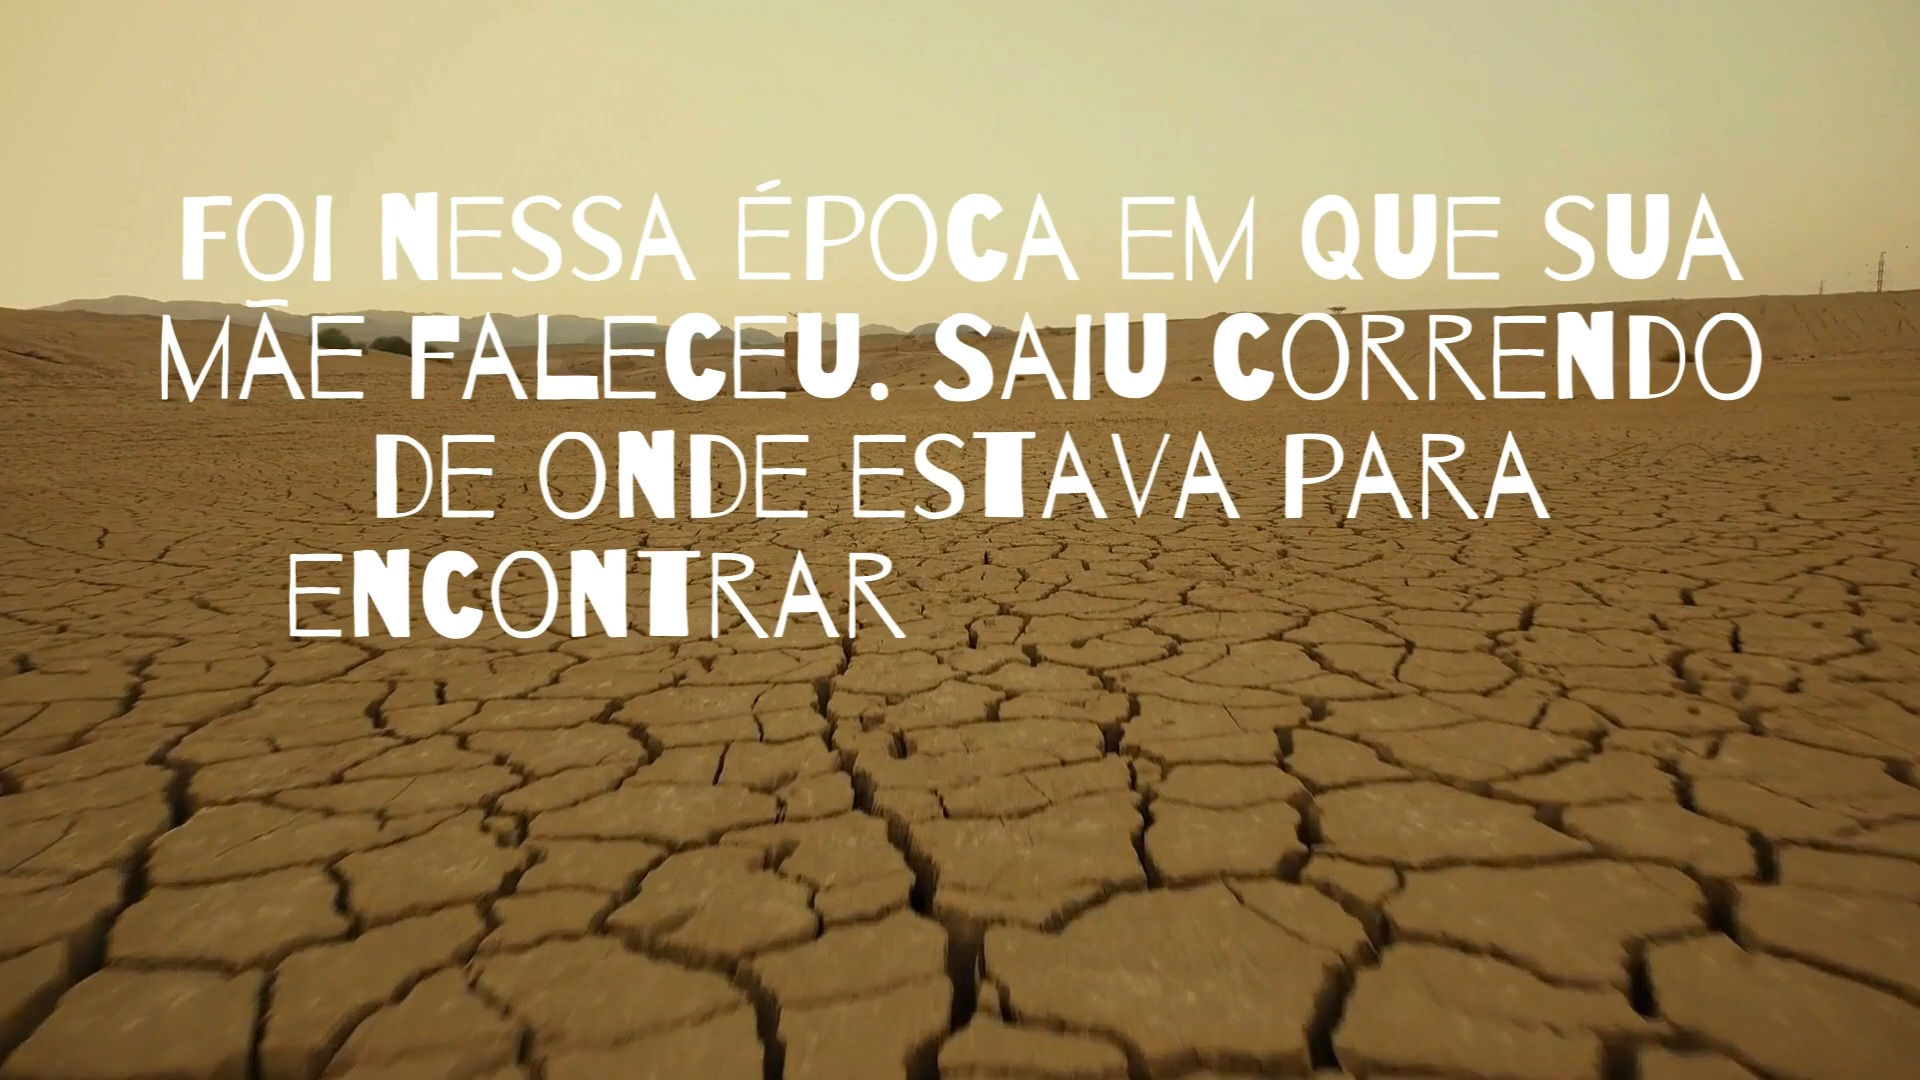 FOI NESSA ÉPOCA EM QUE SUA
MÃE FALECEU. SAIU CORRENDO
DE ONDE ESTAVA PARA
ENCONTRAR